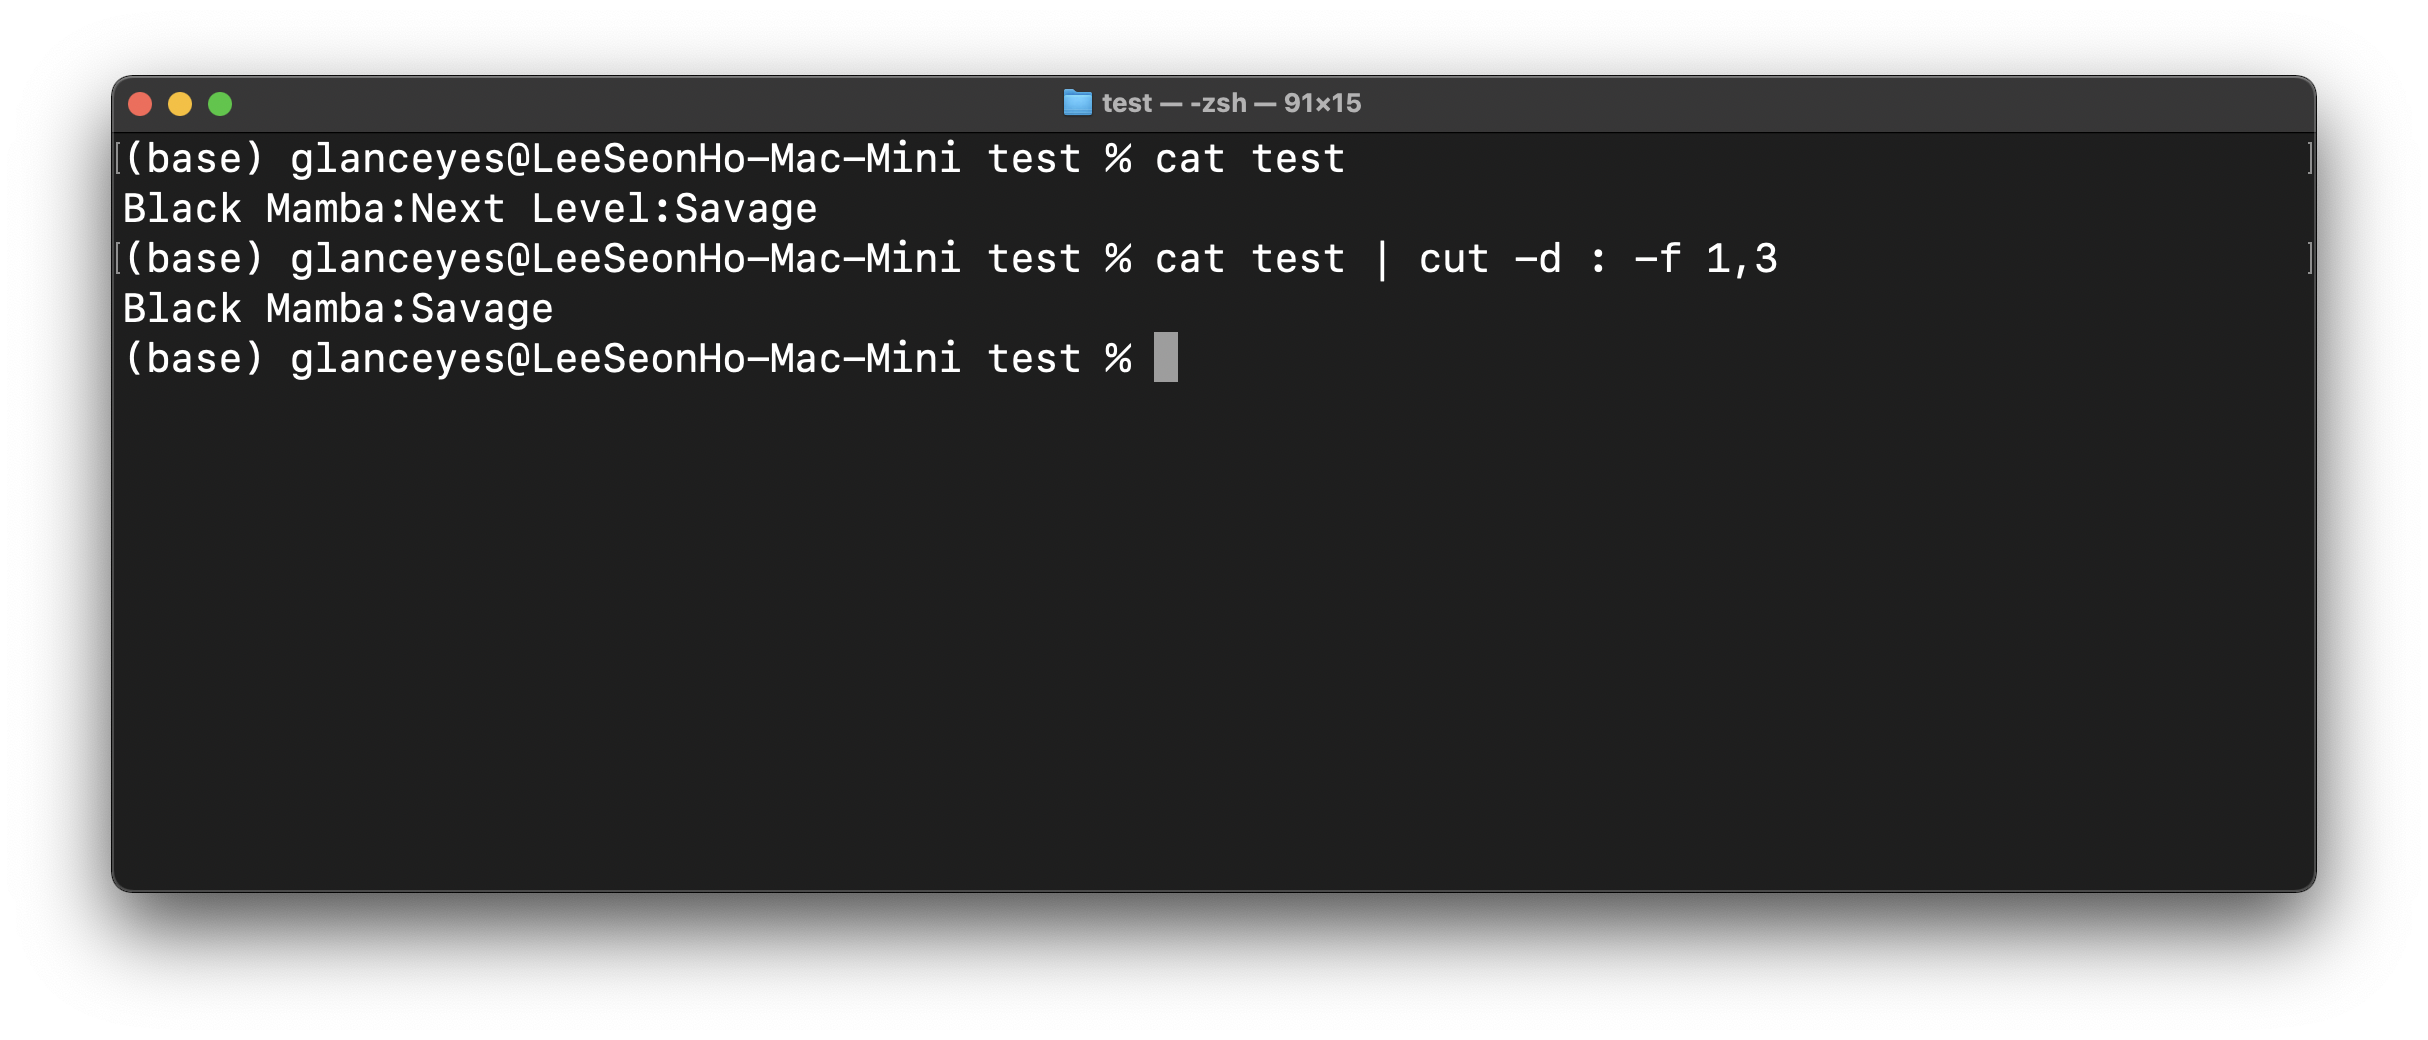 test — -zsh — 91×15
(base) glanceyes@LeeSeonHo-Mac-Mini test % cat test
Black Mamba:Next Level:Savage
(base) glanceyes@LeeSeonHo-Mac-Mini test % cat test | cut -d : -f 1,3
Black Mamba:Savage
(base) glanceyes@LeeSeonHo-Mac-Mini test %